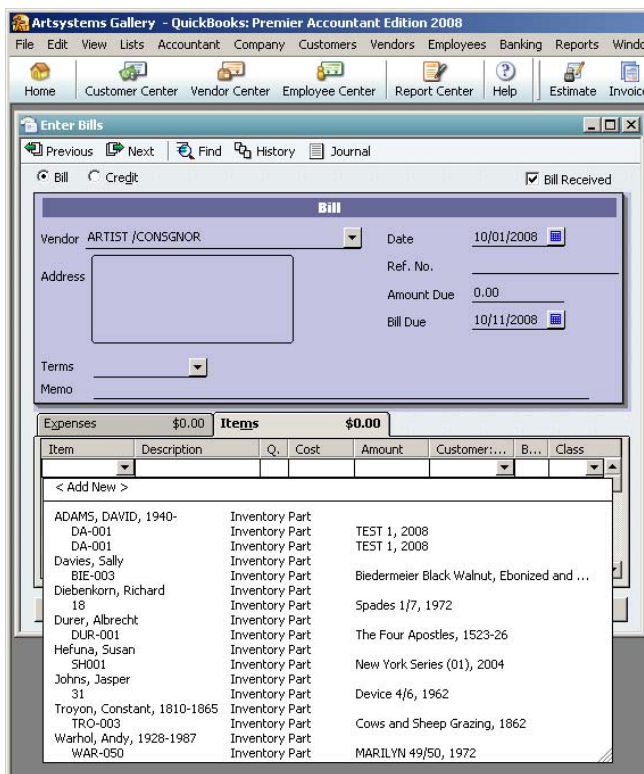 Artsystems Gallery - QuickBooks: Premier Accountant Edition 2008
File Edit View Lists Accountant Company Customers Vendors Employees Banking Reports
Home Customer Center Vendor Center Employee Center Report Center Help Estimate
Enter Bills
Previous Next Find History Journal
Bill Credit Bill Received
Bill
Vendor ARTIST /CONSGNOR Date 10/01/2008
Ref. No.
Address
Amount Due 0.00
Bill Due 10/11/2008
Terms
Memo
Expenses $0.00 Items $0.00
Item Description Q. Cost Amount Customer:... B... Class
< Add New >
ADAMS, DAVID, 1940- Inventory Part
DA-001 Inventory Part TEST 1, 2008
DA-001 Inventory Part TEST 1, 2008
Davies, Sally Inventory Part
BIE-003 Inventory Part Biedermeier Black Walnut, Ebonized and ...
Diebenkorn, Richard Inventory Part
18 Inventory Part Spades 1/7, 1972
Durer, Albrecht Inventory Part
DUR-001 Inventory Part The Four Apostles, 1523-26
Hefuna, Susan Inventory Part
SH001 Inventory Part New York Series (01), 2004
Johns, Jasper Inventory Part
31 Inventory Part Device 4/6, 1962
Troyon, Constant, 1810-1865 Inventory Part
TRO-003 Inventory Part Cows and Sheep Grazing, 1862
Warhol, Andy, 1928-1987 Inventory Part
WAR-050 Inventory Part MARILYN 49/50, 1972